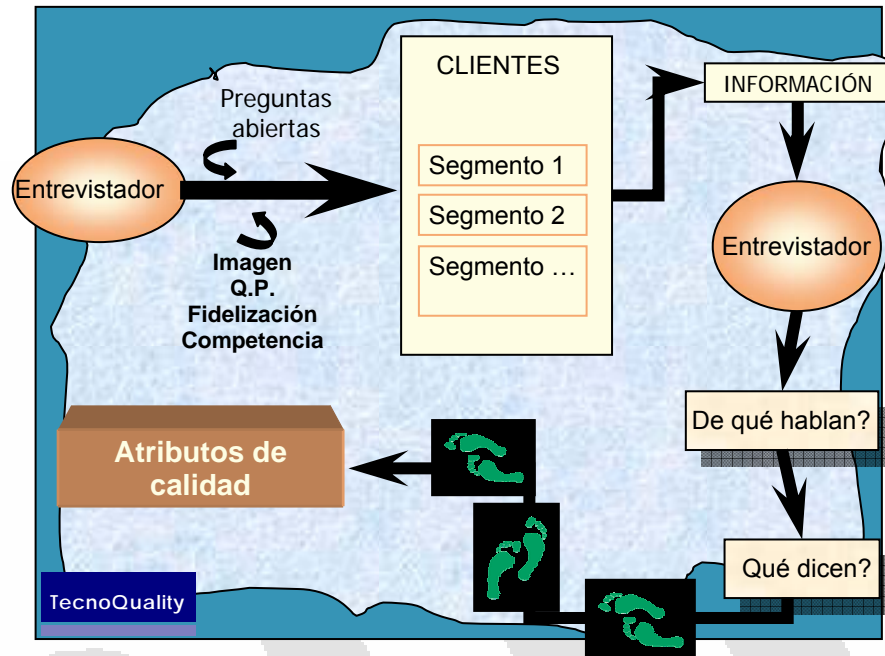 CLIENTES
INFORMACIÓN
Preguntas
abiertas
Entrevistador
Segmento 1
Segmento 2
Segmento ...
Imagen
Q.P.
Fidelización
Competencia
Entrevistador
De qué hablan?
Qué dicen?
Atributos de
calidad
TecnoQuality